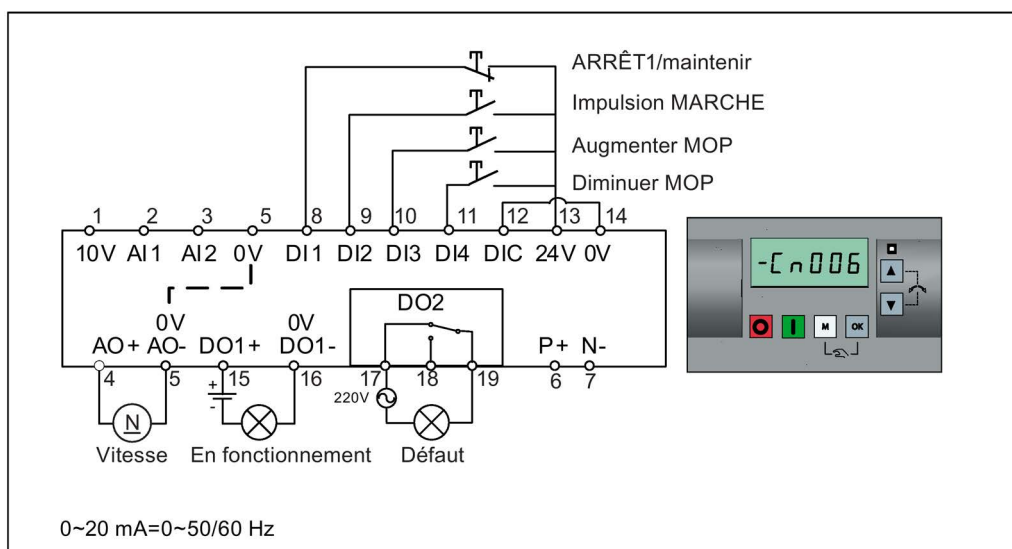 ARRÊT1/maintenir
Impulsion MARCHE
Augmenter MOP
Diminuer MOP
1 2 3 5 8 9 10 11 12 13 14
10V AI1 AI2 0V DI1 DI2 DI3 DI4 DIC 24V 0V
-Cn006
M OK
DO2
0V 0V
AO+ AO- DO1+ DO1- P+ N-
4 5 15 16 17 18 19 6 7
+
-
220V
N
Vitesse En fonctionnement Défaut
0~20 mA=0~50/60 Hz